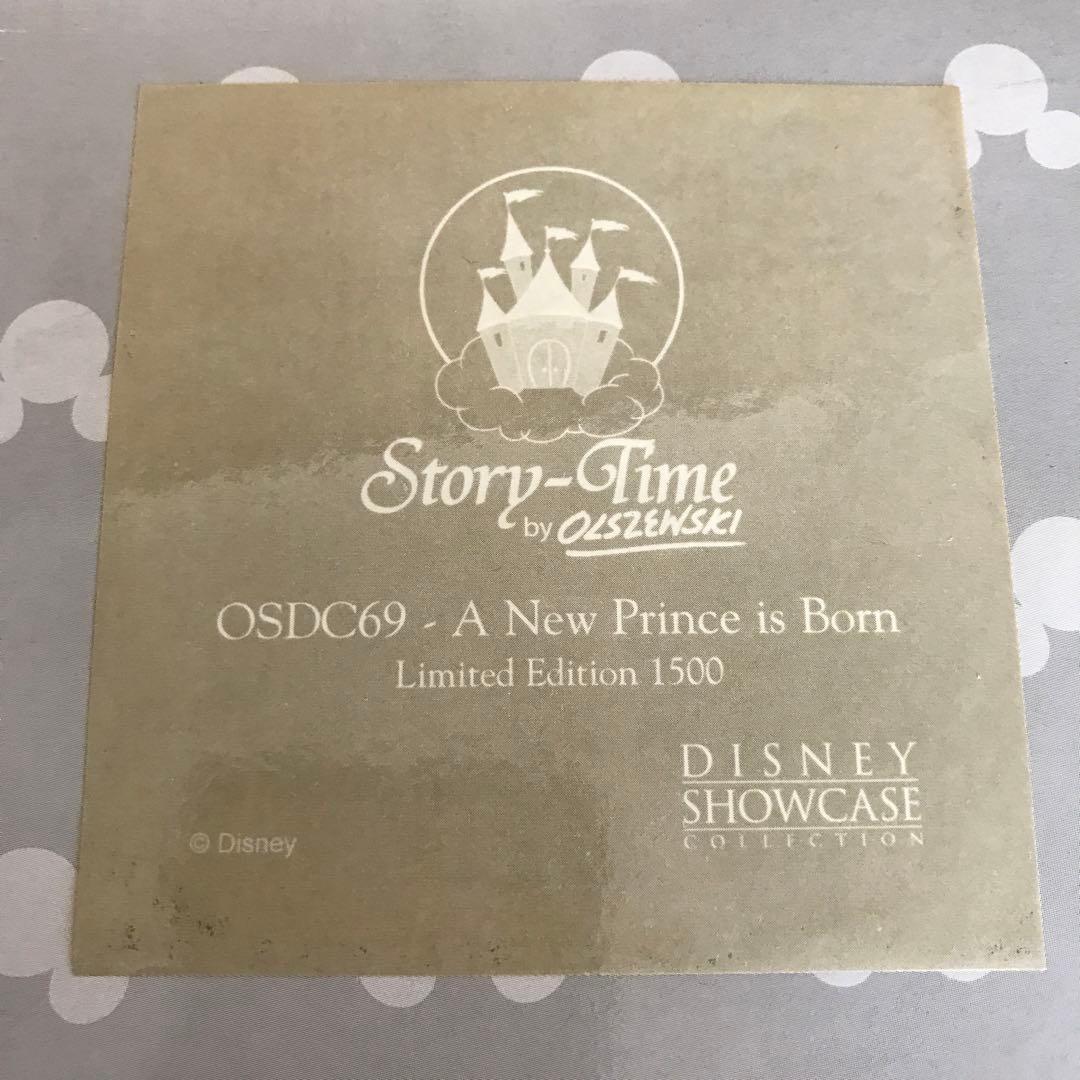 Story-Time
by OLSZEWSKI
OSDC69 - A New Prince is Born
Limited Edition 1500
DISNEY
SHOWCASE
COLLECTION
© Disney